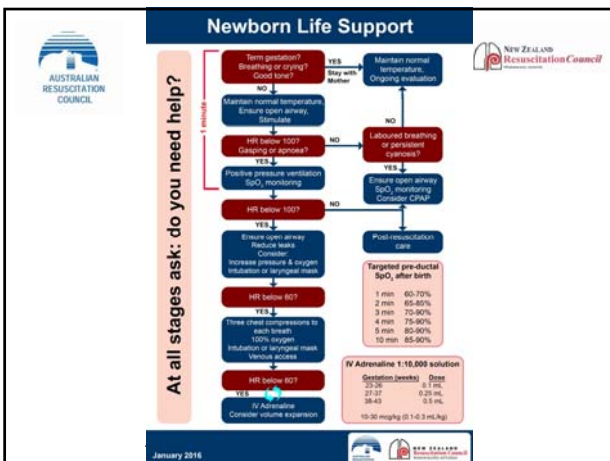 Newborn Life Support
AUSTRALIAN
RESUSCITATION
COUNCIL
NEW ZEALAND
Resuscitation Council
At all stages ask: do you need help?
1 minute
Term gestation?
Breathing or crying?
Good tone?
YES
Stay with
Mother
Maintain normal
temperature,
Ongoing evaluation
NO
Maintain normal temperature,
Ensure open airway,
Stimulate
NO
HR below 100?
Gasping or apnoea?
NO
Laboured breathing
or persistent
cyanosis?
YES
YES
Positive pressure ventilation
SpO2 monitoring
Ensure open airway
SpO2 monitoring
Consider CPAP
HR below 100?
NO
YES
Ensure open airway
Reduce leaks
Consider:
Increase pressure & oxygen
Intubation or laryngeal mask
Post-resuscitation
care
HR below 60?
YES
Three chest compressions to
each breath
100% oxygen
Intubation or laryngeal mask
Venous access
HR below 60?
YES
IV Adrenaline
Consider volume expansion
Targeted pre-ductal
SpO2 after birth
1 min 60-70%
2 min 65-85%
3 min 70-90%
4 min 75-90%
5 min 80-90%
10 min 85-90%
IV Adrenaline 1:10,000 solution
Gestation (weeks) Dose
23-26 0.1 mL
27-37 0.25 mL
38-43 0.5 mL
10-30 mcg/kg (0.1-0.3 mL/kg)
January 2016
NEW ZEALAND
Resuscitation Council